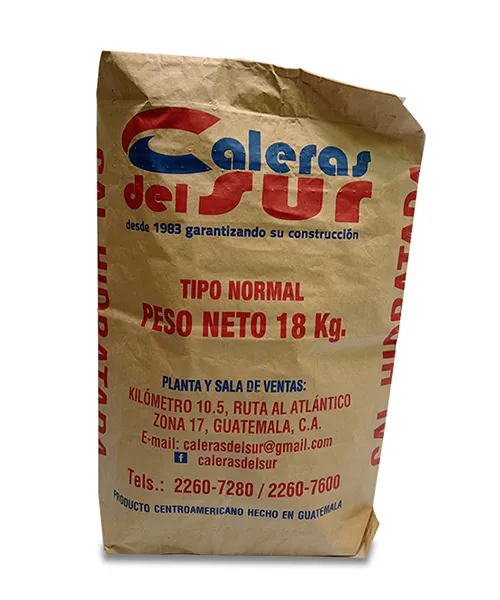 Caleras
del SUR
desde 1983 garantizando su construcción
TIPO NORMAL
PESO NETO 18 Kg.
PLANTA Y SALA DE VENTAS:
KILÓMETRO 10.5, RUTA AL ATLÁNTICO
ZONA 17, GUATEMALA, C.A.
E-mail: calerasdelsur@gmail.com
f calerasdelsur
Tels.: 2260-7280 / 2260-7600
PRODUCTO CENTROAMERICANO HECHO EN GUATEMALA
CAL HIDRATADA
CAL HIDRATADA